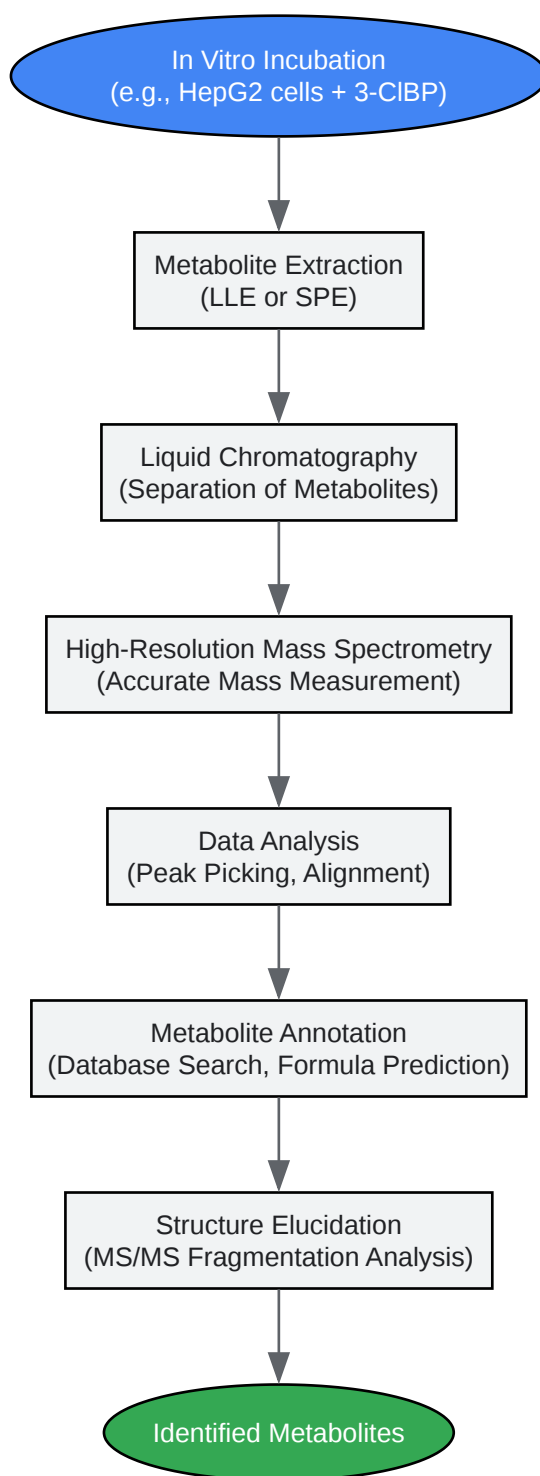 In Vitro Incubation
(e.g., HepG2 cells + 3-ClBP)
Metabolite Extraction
(LLE or SPE)
Liquid Chromatography
(Separation of Metabolites)
High-Resolution Mass Spectrometry
(Accurate Mass Measurement)
Data Analysis
(Peak Picking, Alignment)
Metabolite Annotation
(Database Search, Formula Prediction)
Structure Elucidation
(MS/MS Fragmentation Analysis)
Identified Metabolites